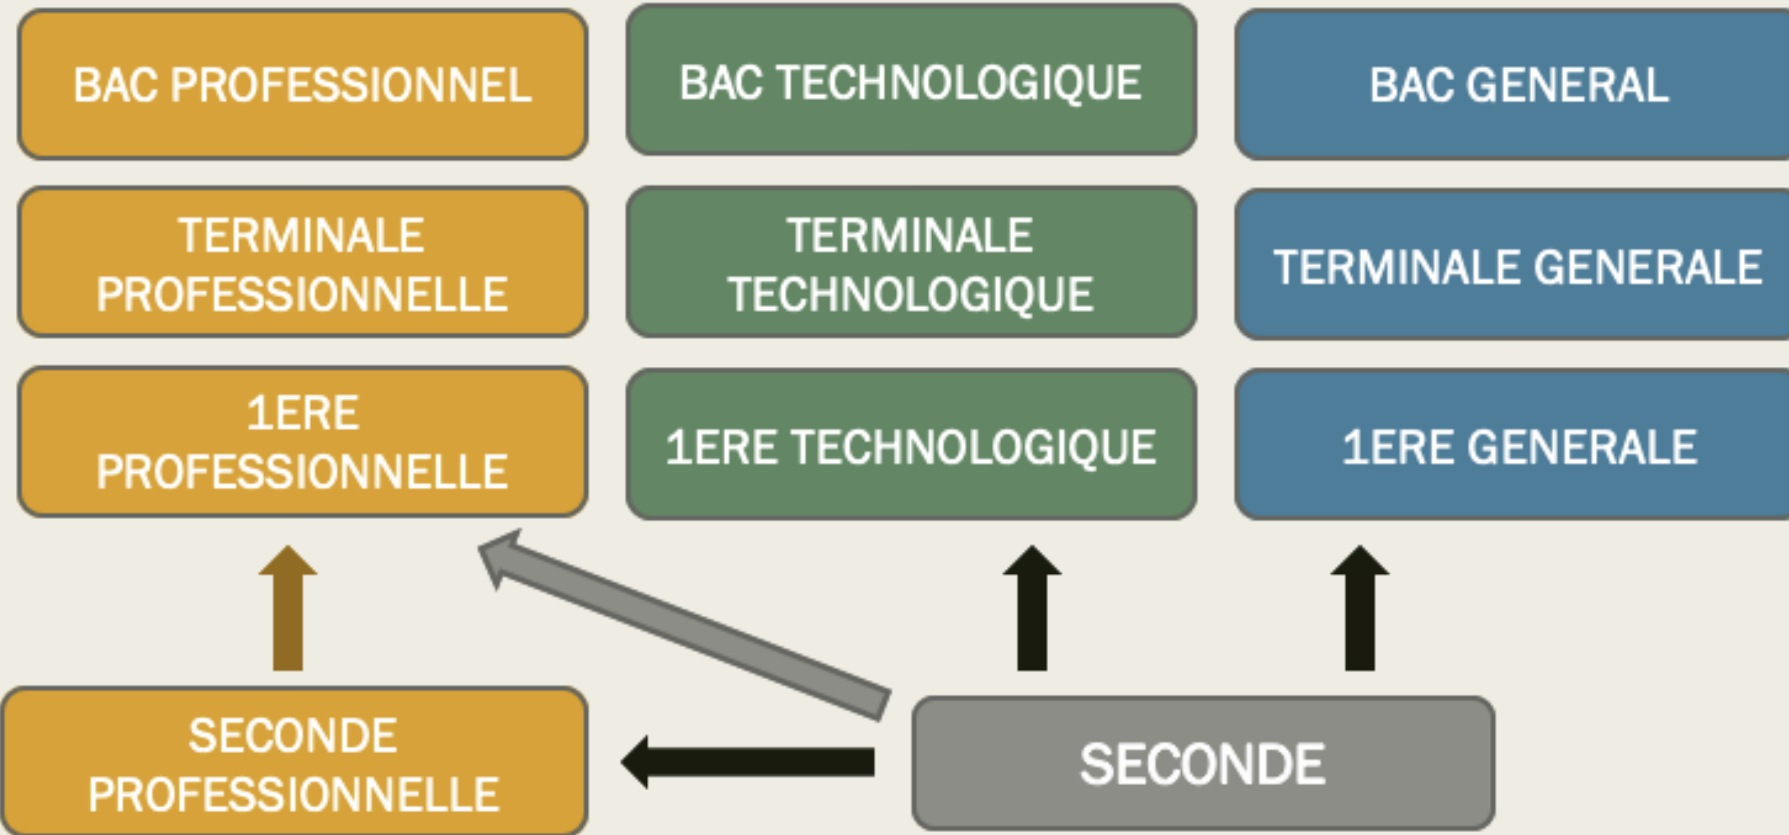 BAC PROFESSIONNEL
BAC TECHNOLOGIQUE
BAC GENERAL
TERMINALE
PROFESSIONNELLE
TERMINALE
TECHNOLOGIQUE
TERMINALE GENERALE
1ERE
PROFESSIONNELLE
1ERE TECHNOLOGIQUE
1ERE GENERALE
SECONDE
PROFESSIONNELLE
SECONDE